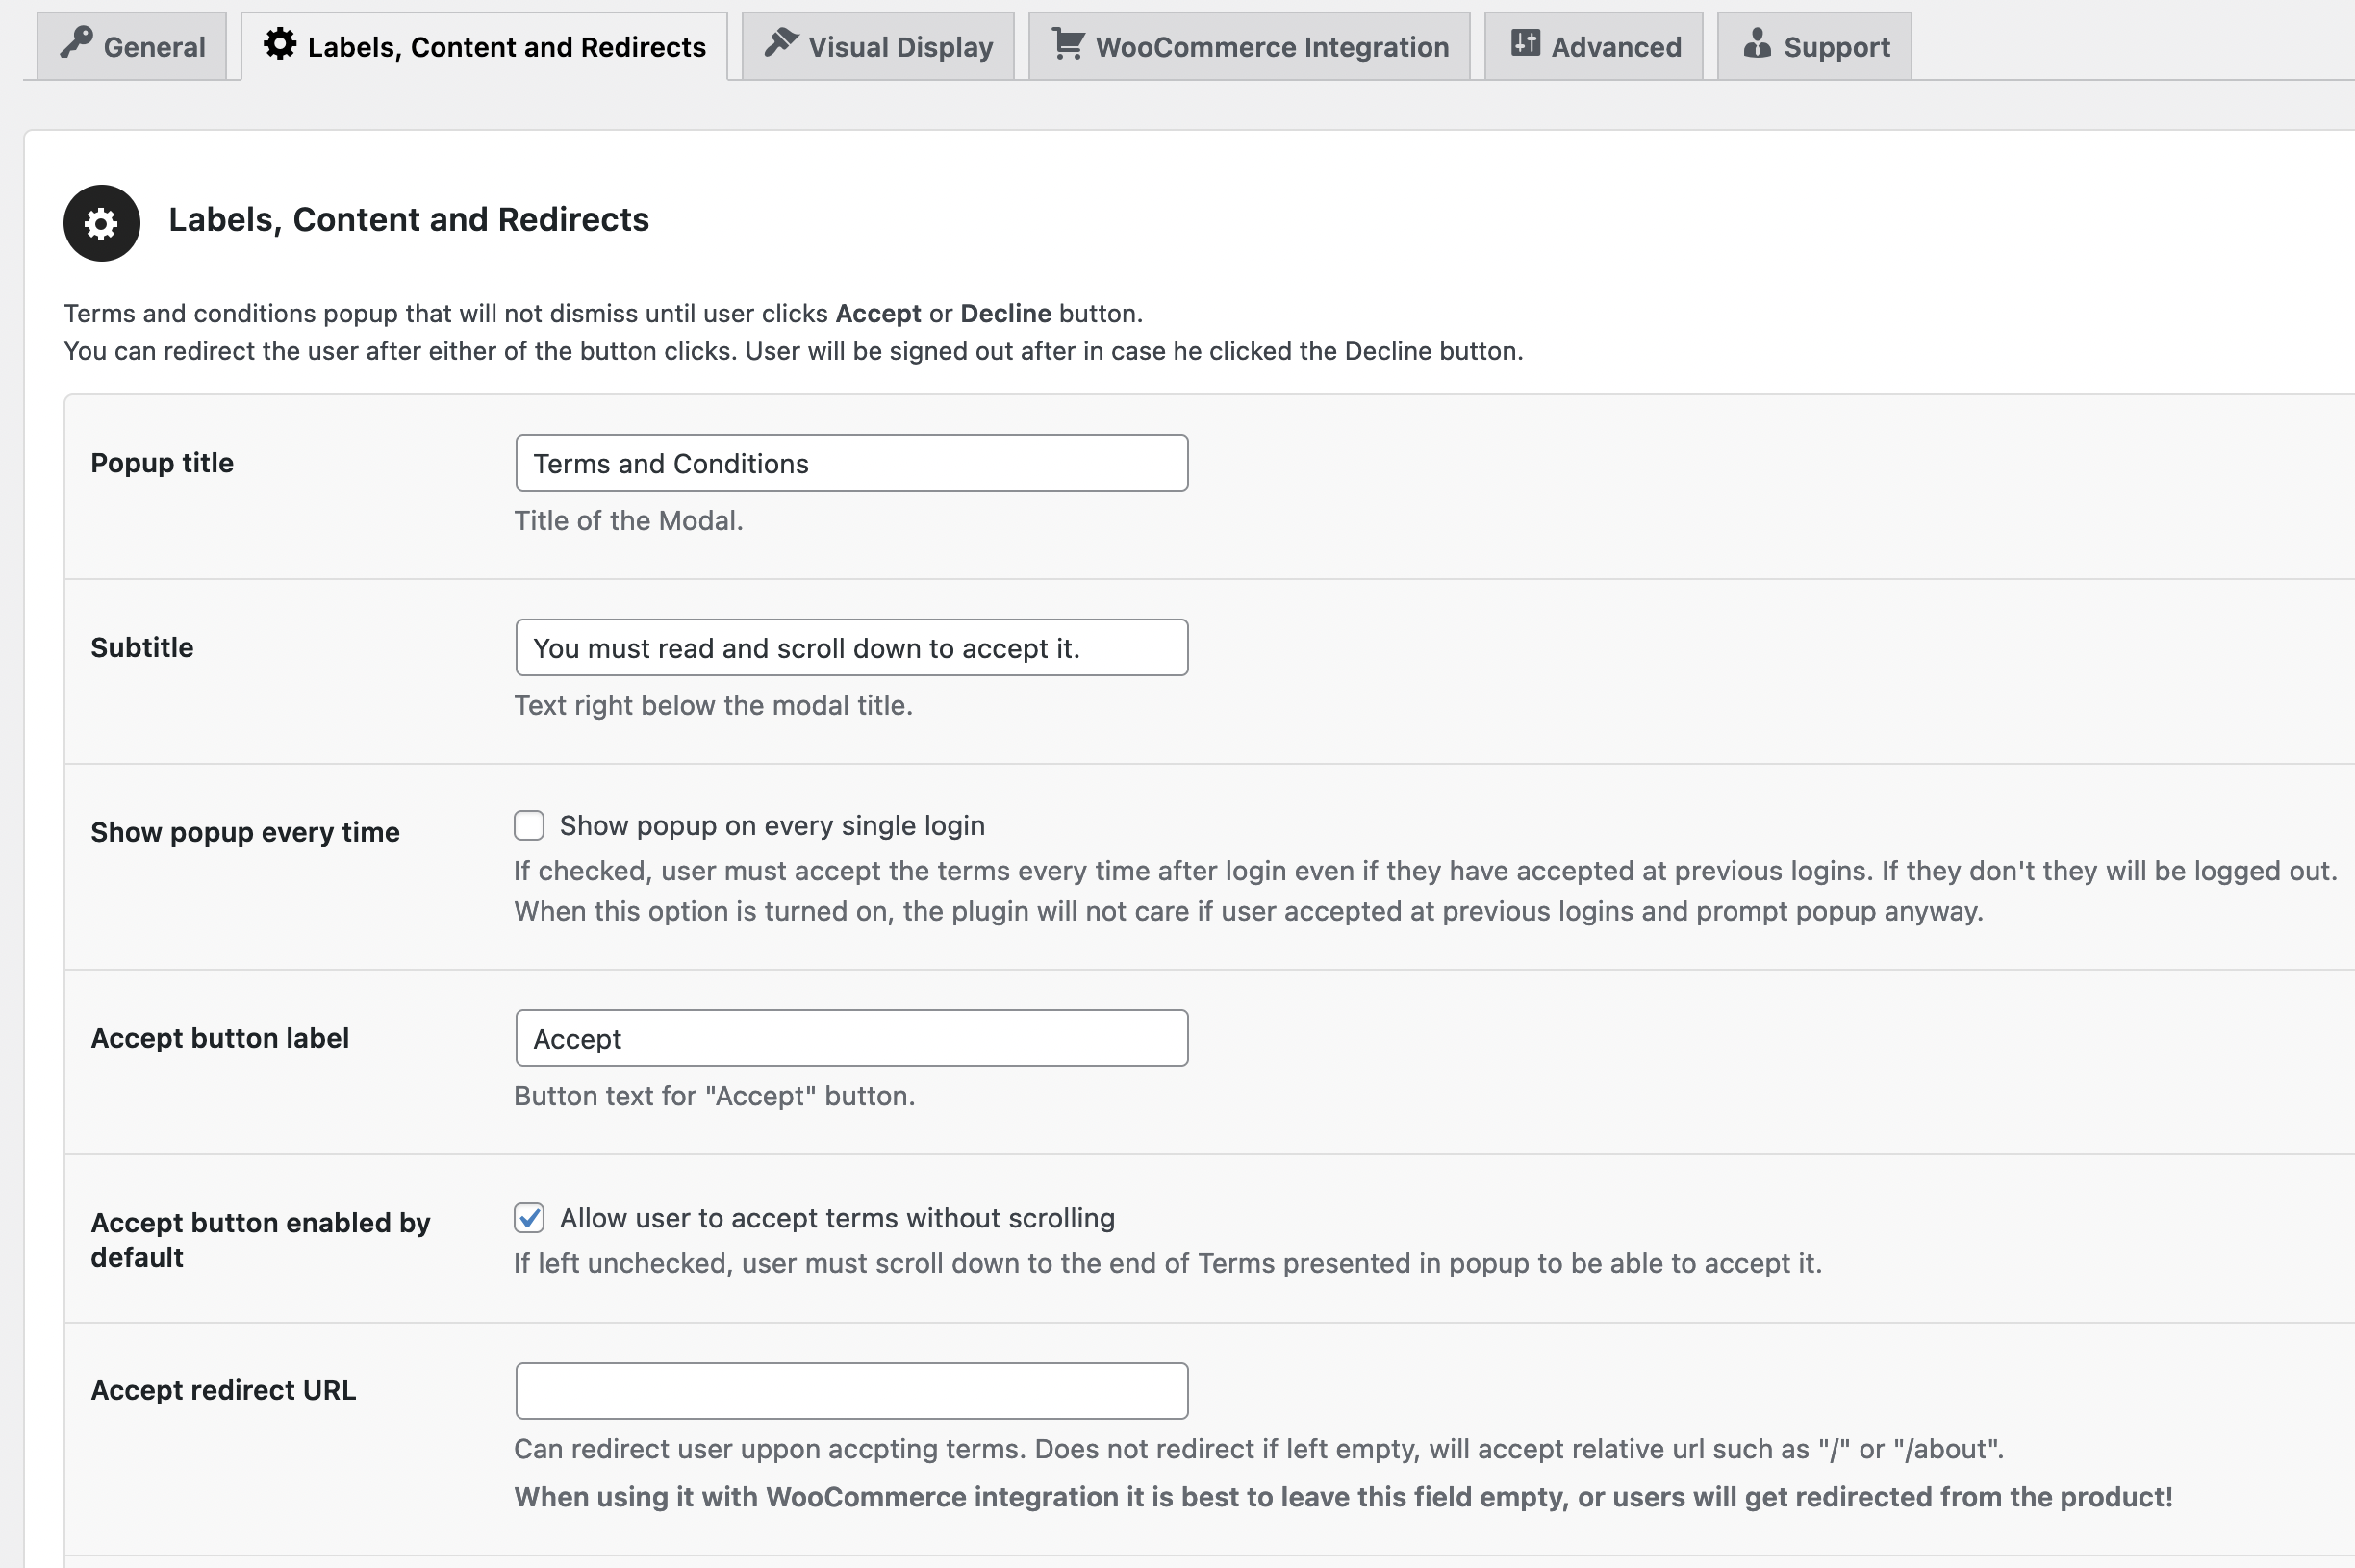 General
Labels, Content and Redirects
Visual Display
WooCommerce Integration
Advanced
Support
Labels, Content and Redirects
Terms and conditions popup that will not dismiss until user clicks Accept or Decline button.
You can redirect the user after either of the button clicks. User will be signed out after in case he clicked the Decline button.
Popup title
Terms and Conditions
Title of the Modal.
Subtitle
You must read and scroll down to accept it.
Text right below the modal title.
Show popup every time
Show popup on every single login
If checked, user must accept the terms every time after login even if they have accepted at previous logins. If they don't they will be logged out.
When this option is turned on, the plugin will not care if user accepted at previous logins and prompt popup anyway.
Accept button label
Accept
Button text for "Accept" button.
Accept button enabled by
default
Allow user to accept terms without scrolling
If left unchecked, user must scroll down to the end of Terms presented in popup to be able to accept it.
Accept redirect URL
Can redirect user uppon accpting terms. Does not redirect if left empty, will accept relative url such as "/" or "/about".
When using it with WooCommerce integration it is best to leave this field empty, or users will get redirected from the product!